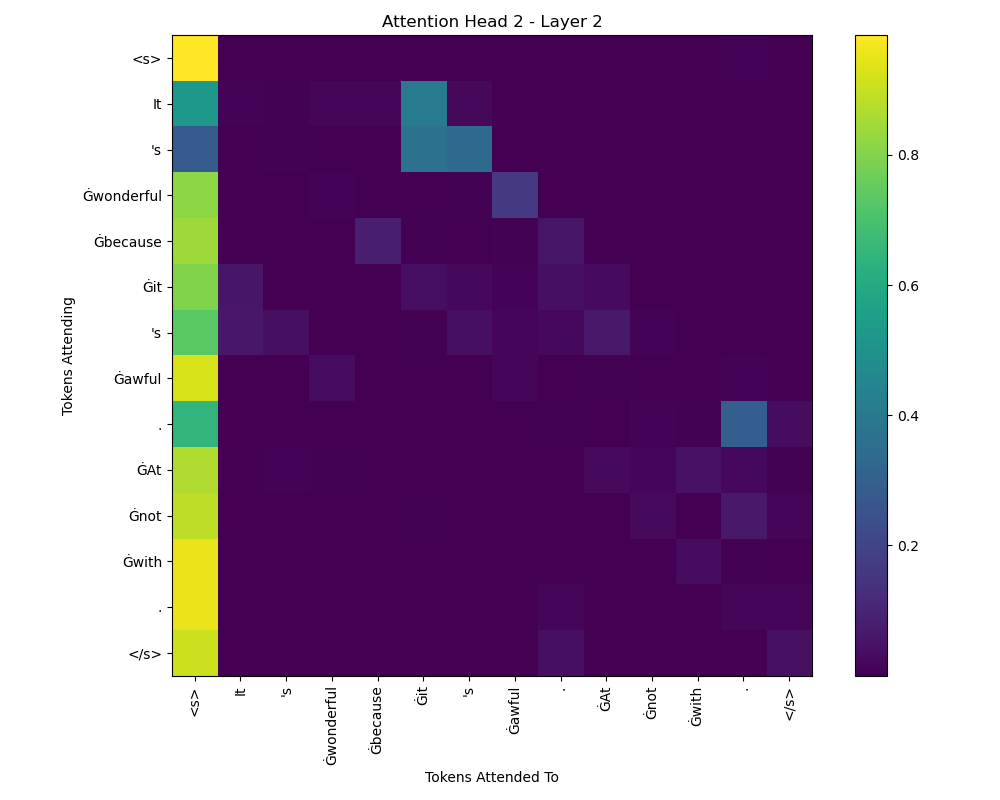 Attention Head 2 - Layer 2
Tokens Attending
<s>
It
's
Ġwonderful
Ġbecause
Ġit
's
Ġawful
.
ĠAt
Ġnot
Ġwith
.
</s>
<s>
It
's
Ġwonderful
Ġbecause
Ġit
's
Ġawful
.
ĠAt
Ġnot
Ġwith
.
</s>
Tokens Attended To
0.8
0.6
0.4
0.2